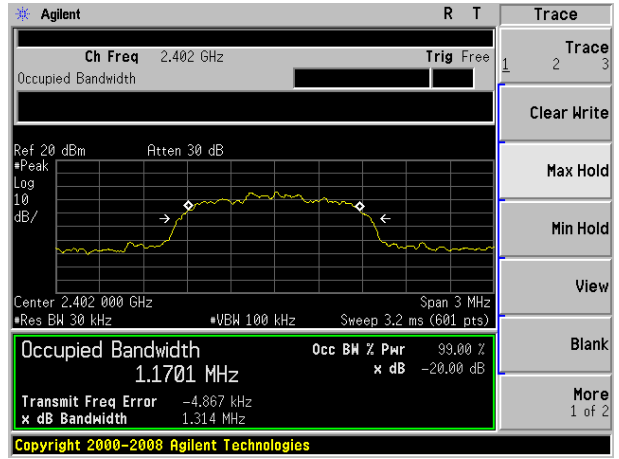 Agilent R T Trace
Ch Freq 2.402 GHz Trig Free
Occupied Bandwidth
Trace
1 2 3
Clear Write
Max Hold
Min Hold
View
Blank
More
1 of 2
Ref 20 dBm Atten 30 dB
#Peak
Log
10
dB/
Center 2.402 000 GHz Span 3 MHz
#Res BW 30 kHz #VBW 100 kHz Sweep 3.2 ms (601 pts)
Occupied Bandwidth Occ BW % Pwr 99.00 %
1.1701 MHz x dB -20.00 dB
Transmit Freq Error -4.867 kHz
x dB Bandwidth 1.314 MHz
Copyright 2000-2008 Agilent Technologies